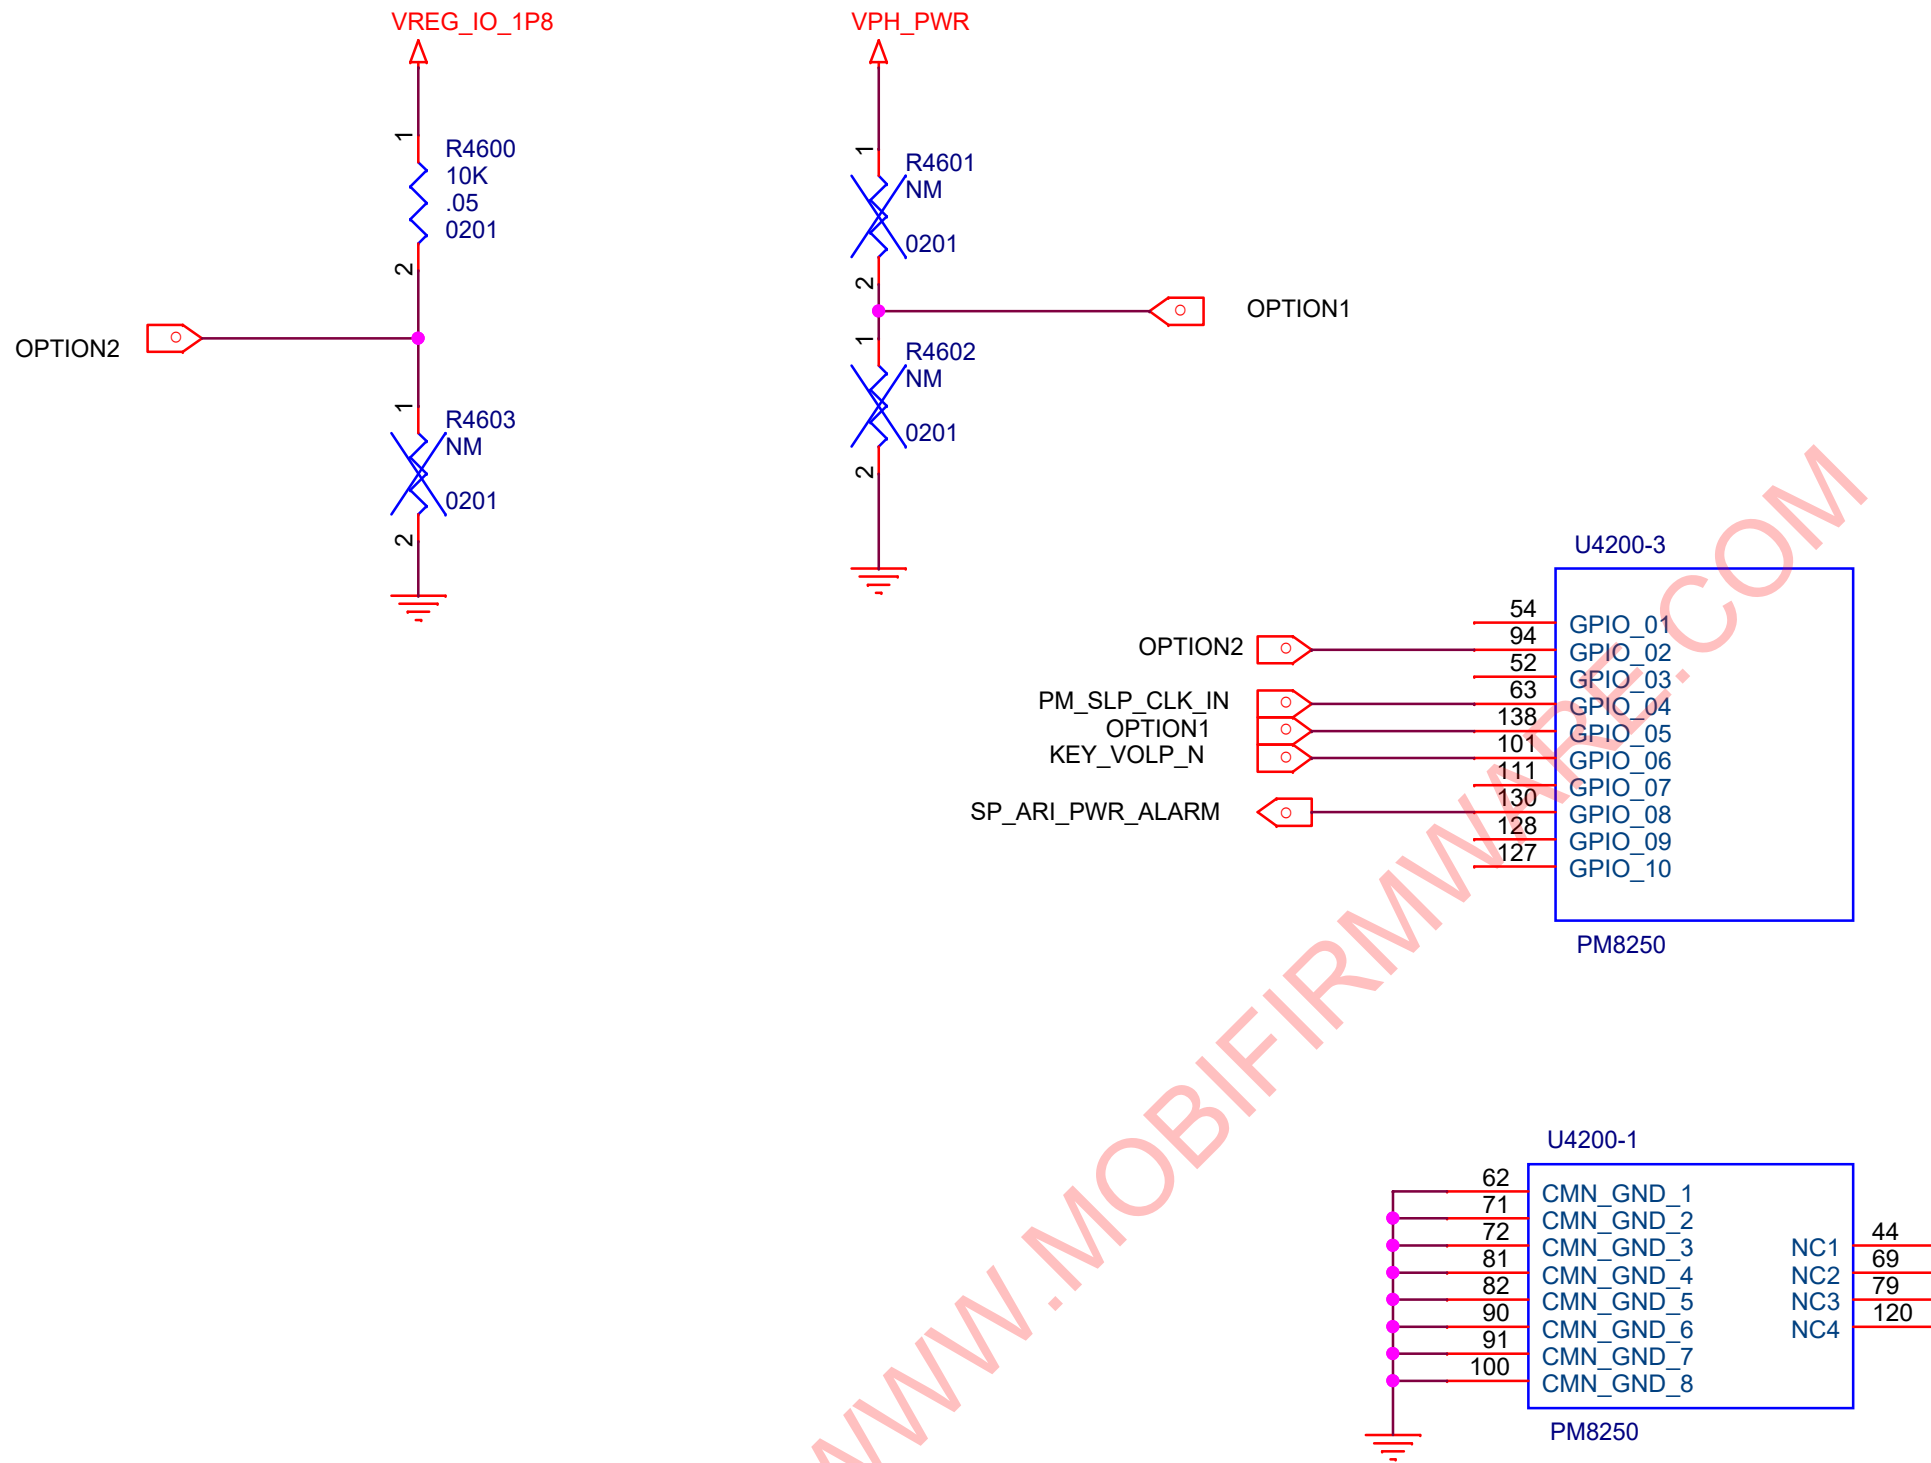 VREG_IO_1P8
VPH_PWR
1
R4600
10K
.05
0201
2
1
R4601
NM
0201
2
OPTION1
OPTION2
1
R4602
NM
0201
2
1
R4603
NM
0201
2
U4200-3
54 GPIO_01
OPTION2 94 GPIO_02
52 GPIO_03
PM_SLP_CLK_IN 63 GPIO_04
OPTION1 138 GPIO_05
KEY_VOLP_N 101 GPIO_06
111 GPIO_07
SP_ARI_PWR_ALARM 130 GPIO_08
128 GPIO_09
127 GPIO_10
PM8250
U4200-1
62 CMN_GND_1
71 CMN_GND_2
72 CMN_GND_3 NC1 44
81 CMN_GND_4 NC2 69
82 CMN_GND_5 NC3 79
90 CMN_GND_6 NC4 120
91 CMN_GND_7
100 CMN_GND_8
PM8250
WWW.MOBIFIRMWARE.COM